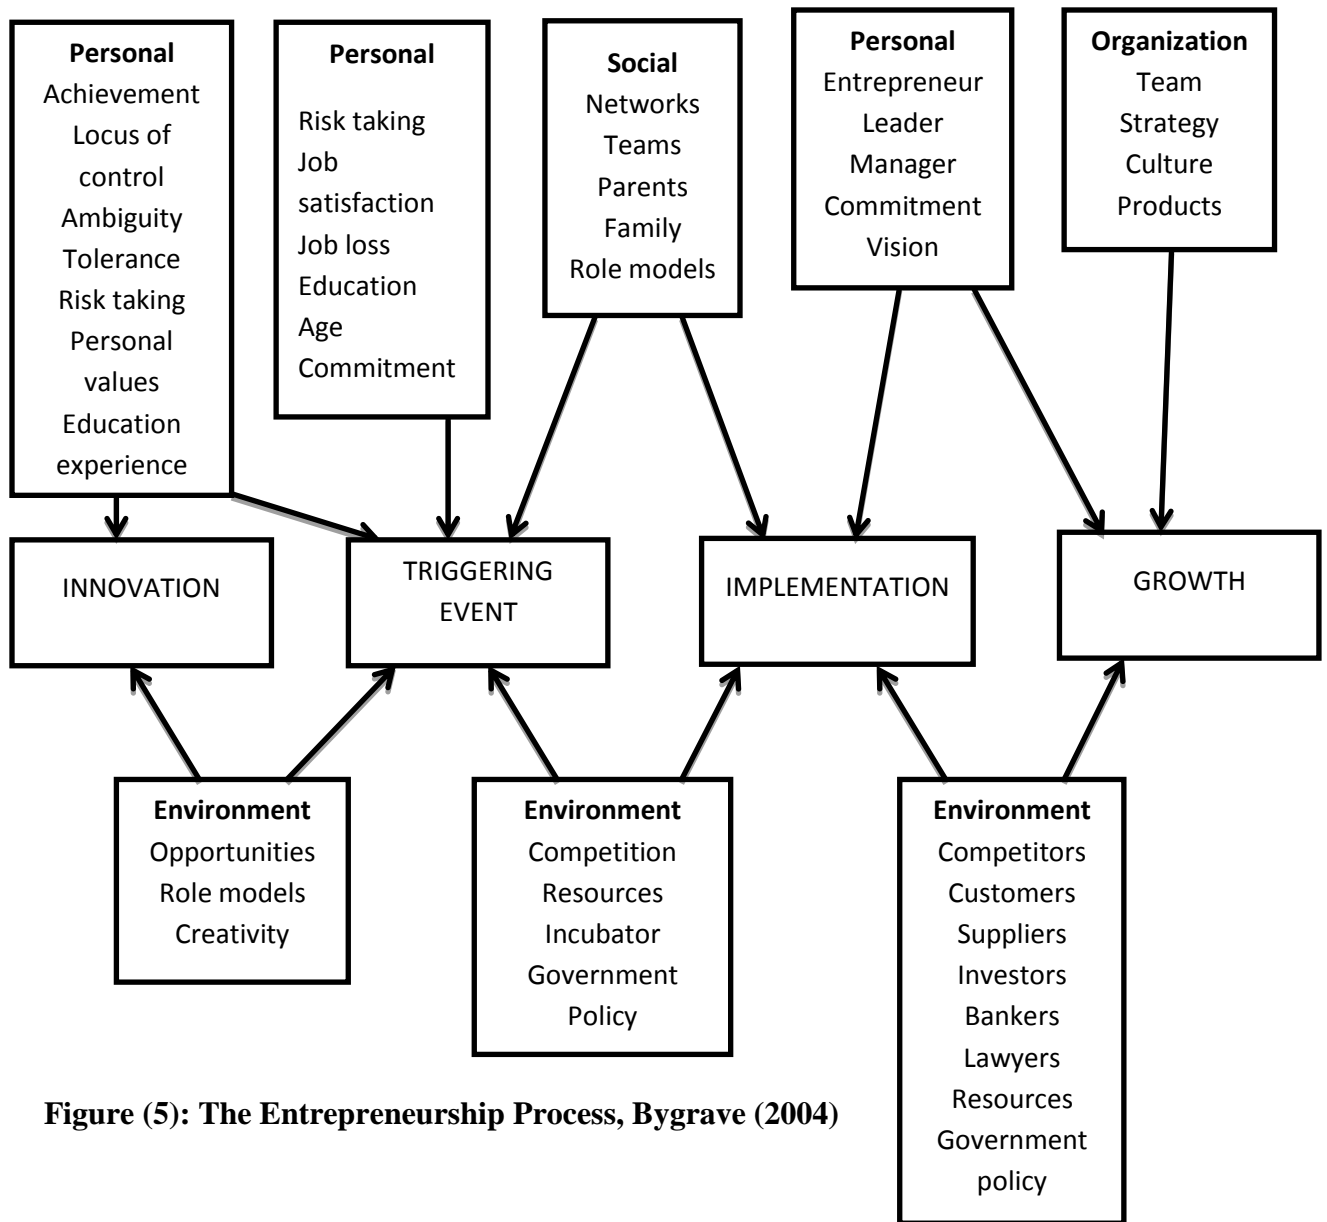 Personal
Achievement
Locus of
control
Ambiguity
Tolerance
Risk taking
Personal
values
Education
experience
Personal
Risk taking
Job
satisfaction
Job loss
Education
Age
Commitment
Social
Networks
Teams
Parents
Family
Role models
Personal
Entrepreneur
Leader
Manager
Commitment
Vision
Organization
Team
Strategy
Culture
Products
INNOVATION
TRIGGERING
EVENT
IMPLEMENTATION
GROWTH
Environment
Opportunities
Role models
Creativity
Environment
Competition
Resources
Incubator
Government
Policy
Environment
Competitors
Customers
Suppliers
Investors
Bankers
Lawyers
Resources
Government
policy
Figure (5): The Entrepreneurship Process, Bygrave (2004)